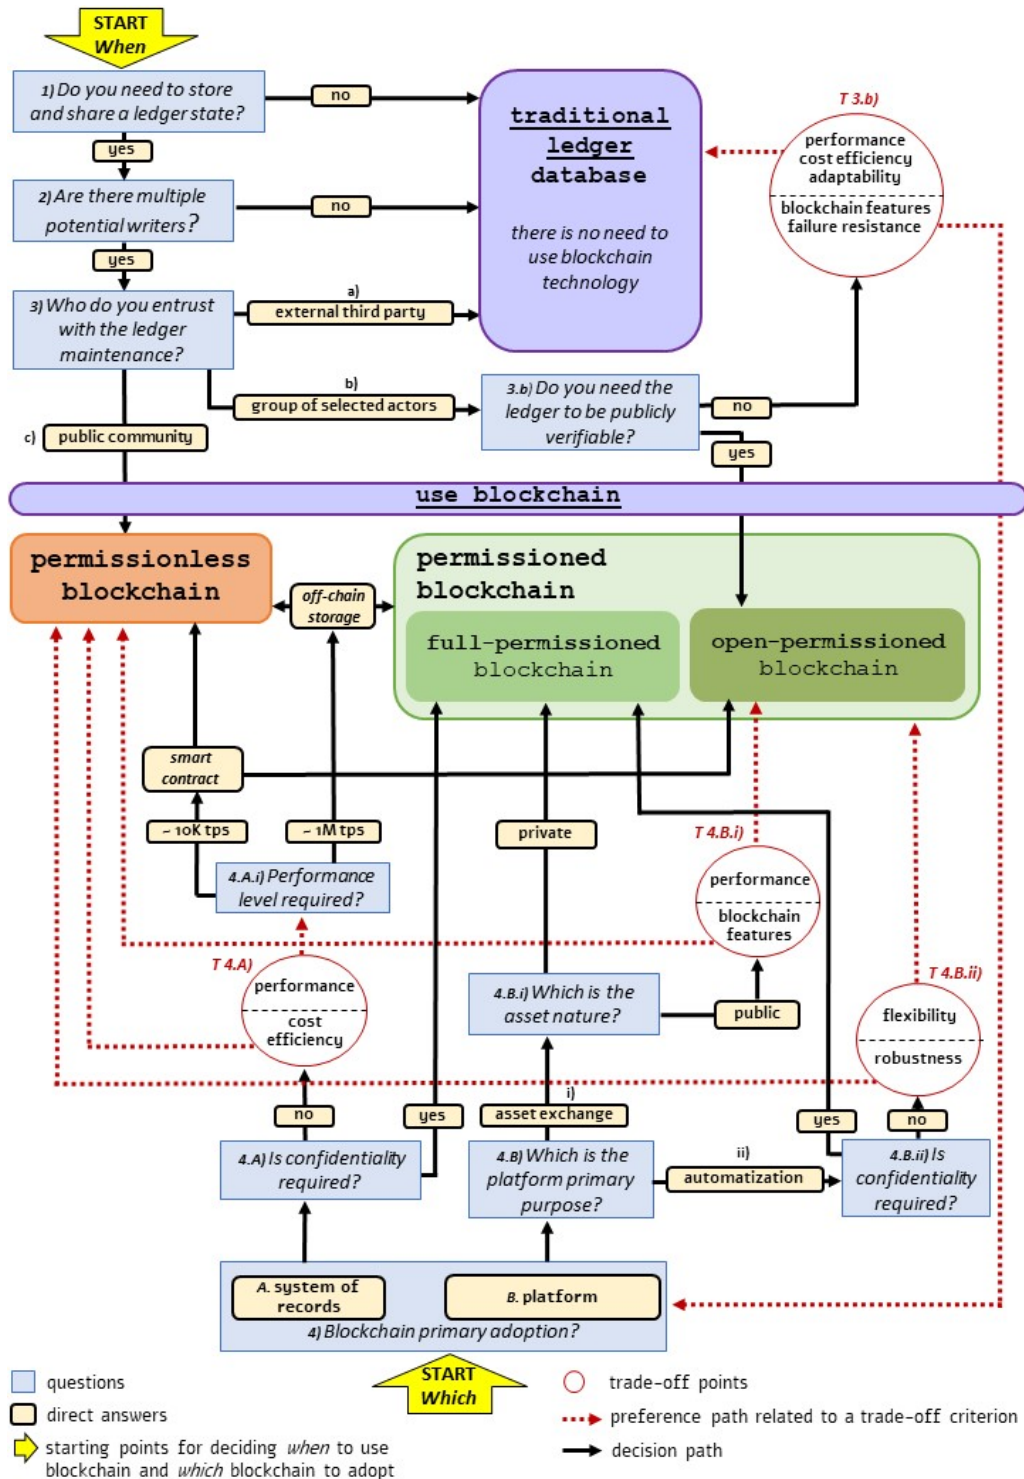 START
When
1) Do you need to store
and share a ledger state?
no
yes
traditional
ledger
database
there is no need to
use blockchain
technology
T 3.b)
performance
cost efficiency
adaptability
blockchain features
failure resistance
2) Are there multiple
potential writers?
no
yes
3) Who do you entrust
with the ledger
maintenance?
a)
external third party
b)
group of selected actors
3.b) Do you need the
ledger to be publicly
verifiable?
no
yes
c)
public community
use blockchain
permissionless
blockchain
off-chain
storage
permissioned
blockchain
full-permissioned
blockchain
open-permissioned
blockchain
smart
contract
~ 10K tps
~ 1M tps
private
T 4.B.i)
performance
blockchain
features
4.A.i) Performance
level required?
T 4.A)
performance
cost
efficiency
4.B.i) Which is the
asset nature?
public
T 4.B.ii)
flexibility
robustness
no
yes
i)
asset exchange
yes
no
4.A) Is confidentiality
required?
4.B) Which is the
platform primary
purpose?
ii)
automatization
4.B.ii) Is
confidentiality
required?
A. system of
records
B. platform
4) Blockchain primary adoption?
START
Which
questions
direct answers
starting points for deciding when to use
blockchain and which blockchain to adopt
trade-off points
preference path related to a trade-off criterion
decision path